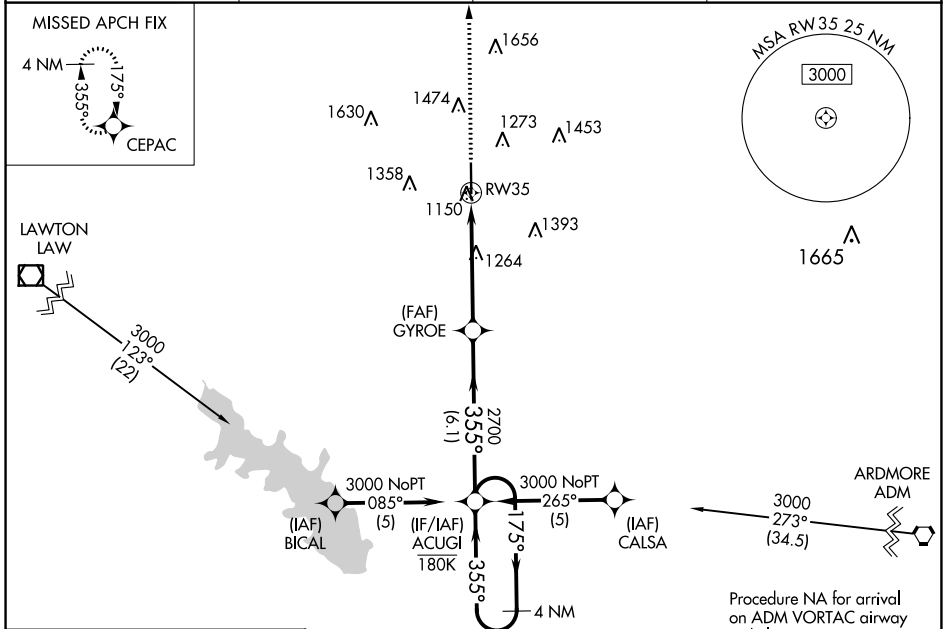 MISSED APCH FIX
4 NM
175°
355°
CEPAC
1656
1474
1630
1273
1453
1358
RW35
1150
1393
1264
MSA RW35 25 NM
3000
1665
LAWTON
LAW
3000
123°
(22)
(FAF)
GYROE
2700
355°
(6.1)
3000 NoPT
085°
(5)
(IAF)
BICAL
(IF/IAF)
ACUGI
180K
3000 NoPT
265°
(5)
(IAF)
CALSA
175°
355°
4 NM
ARDMORE
ADM
3000
273°
(34.5)
Procedure NA for arrival
on ADM VORTAC airway